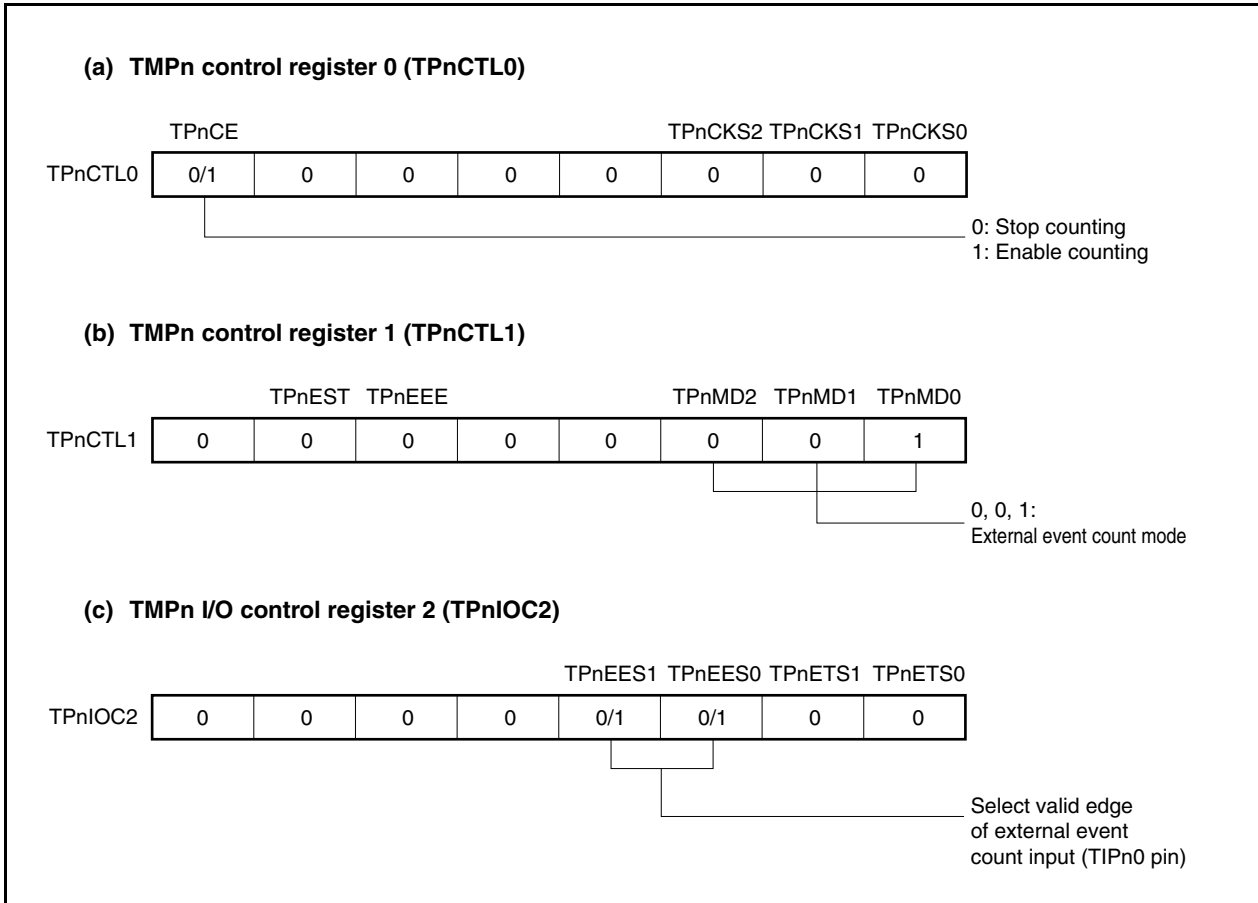 (a) TMPn control register 0 (TPnCTL0)
TPnCE TPnCKS2 TPnCKS1 TPnCKS0
TPnCTL0 0/1 0 0 0 0 0 0 0
0: Stop counting
1: Enable counting
(b) TMPn control register 1 (TPnCTL1)
TPnEST TPnEEE TPnMD2 TPnMD1 TPnMD0
TPnCTL1 0 0 0 0 0 0 0 1
0, 0, 1:
External event count mode
(c) TMPn I/O control register 2 (TPnIOC2)
TPnEES1 TPnEES0 TPnETS1 TPnETS0
TPnIOC2 0 0 0 0 0/1 0/1 0 0
Select valid edge
of external event
count input (TIPn0 pin)